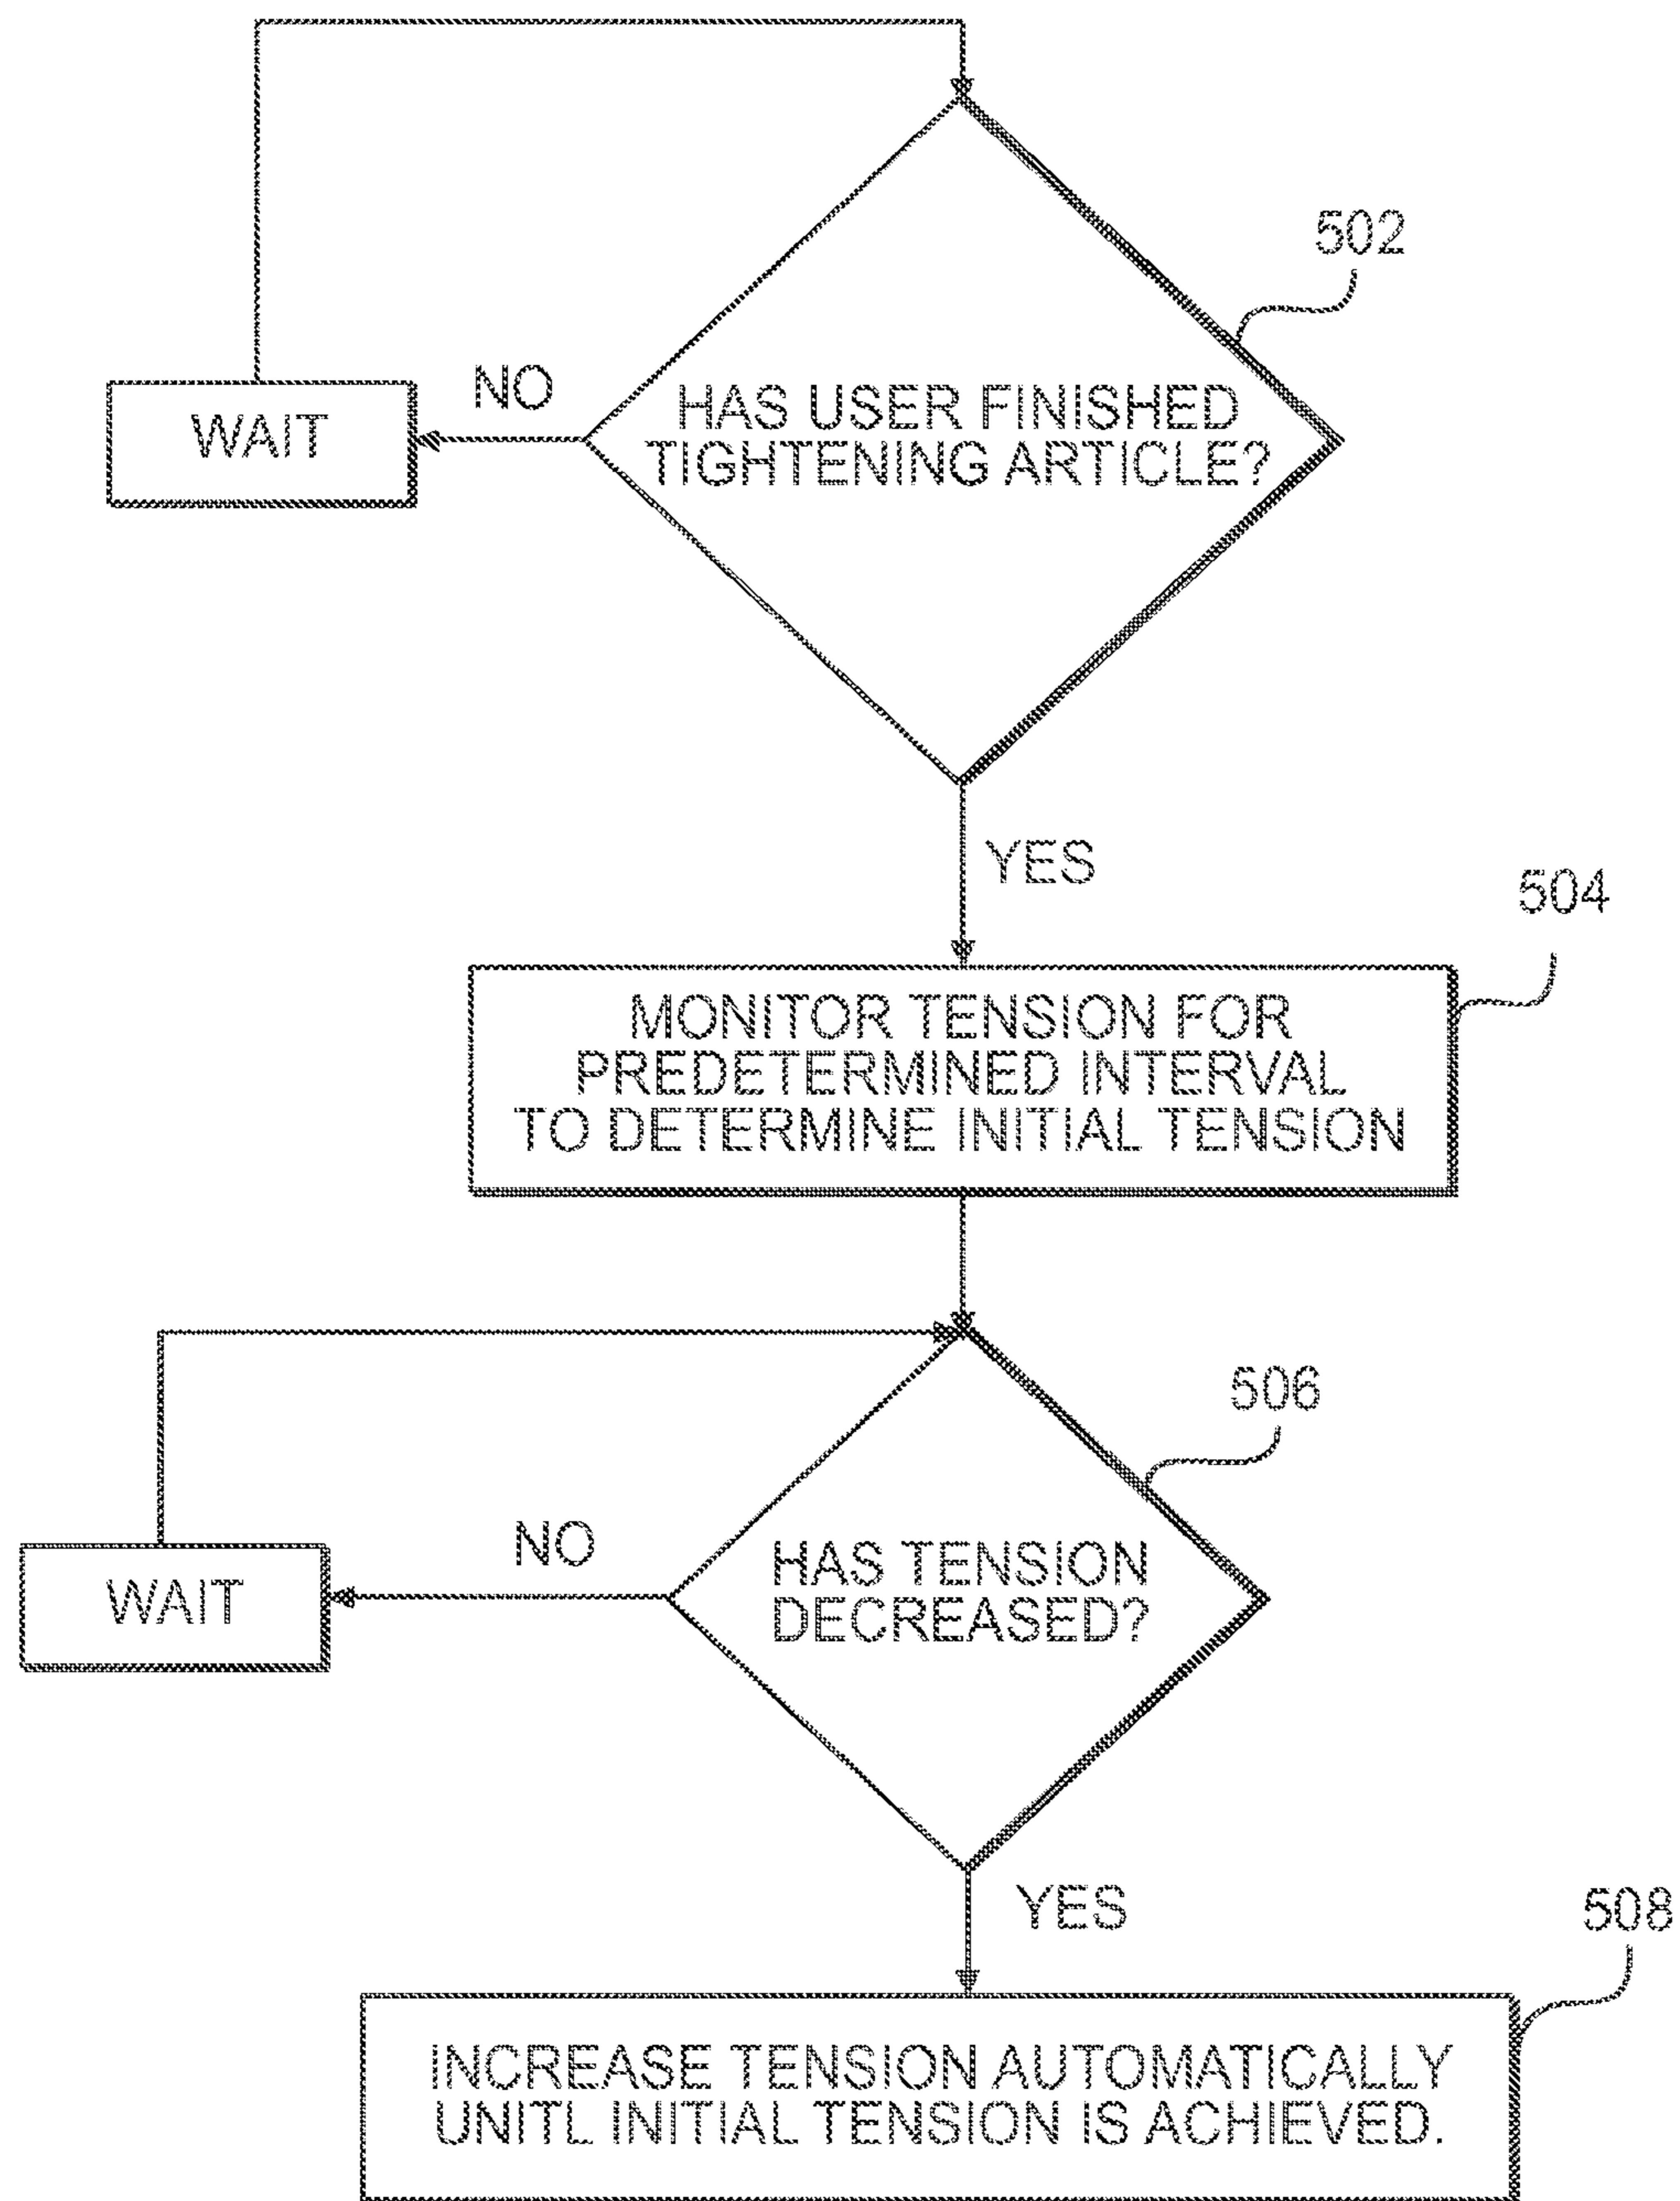 502
HAS USER FINISHED
TIGHTENING ARTICLE?
NO
WAIT
YES
504
MONITOR TENSION FOR
PREDETERMINED INTERVAL
TO DETERMINE INITIAL TENSION
506
HAS TENSION
DECREASED?
NO
WAIT
YES
508
INCREASE TENSION AUTOMATICALLY
UNITL INITIAL TENSION IS ACHIEVED.